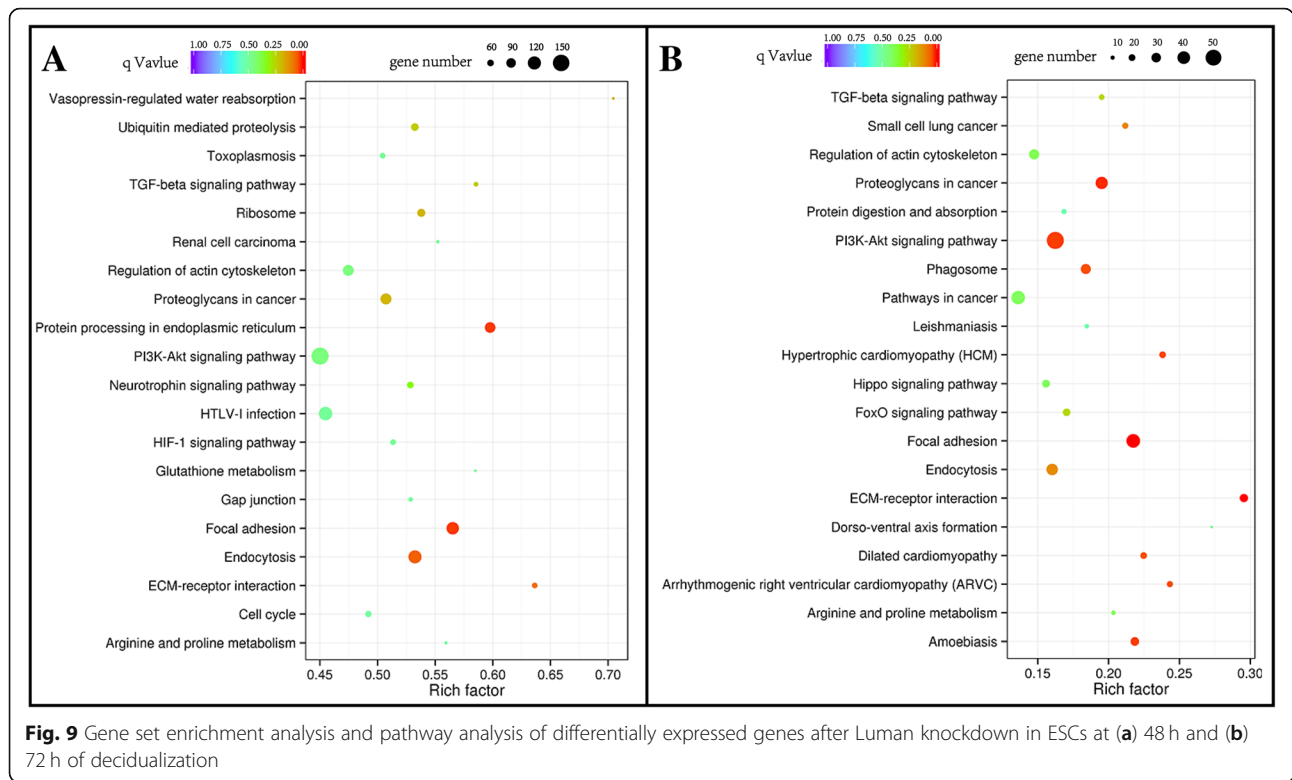 A
q Vavlue
1.00 0.75 0.50 0.25 0.00
gene number
60 90 120 150
Vasopressin-regulated water reabsorption
Ubiquitin mediated proteolysis
Toxoplasmosis
TGF-beta signaling pathway
Ribosome
Renal cell carcinoma
Regulation of actin cytoskeleton
Proteoglycans in cancer
Protein processing in endoplasmic reticulum
PI3K-Akt signaling pathway
Neurotrophin signaling pathway
HTLV-I infection
HIF-1 signaling pathway
Glutathione metabolism
Gap junction
Focal adhesion
Endocytosis
ECM-receptor interaction
Cell cycle
Arginine and proline metabolism
0.45 0.50 0.55 0.60 0.65 0.70
Rich factor
B
q Vavlue
1.00 0.75 0.50 0.25 0.00
gene number
10 20 30 40 50
TGF-beta signaling pathway
Small cell lung cancer
Regulation of actin cytoskeleton
Proteoglycans in cancer
Protein digestion and absorption
PI3K-Akt signaling pathway
Phagosome
Pathways in cancer
Leishmaniasis
Hypertrophic cardiomyopathy (HCM)
Hippo signaling pathway
FoxO signaling pathway
Focal adhesion
Endocytosis
ECM-receptor interaction
Dorso-ventral axis formation
Dilated cardiomyopathy
Arrhythmogenic right ventricular cardiomyopathy (ARVC)
Arginine and proline metabolism
Amoebiasis
0.15 0.20 0.25 0.30
Rich factor
Fig. 9 Gene set enrichment analysis and pathway analysis of differentially expressed genes after Luman knockdown in ESCs at (a) 48 h and (b)
72 h of decidualization